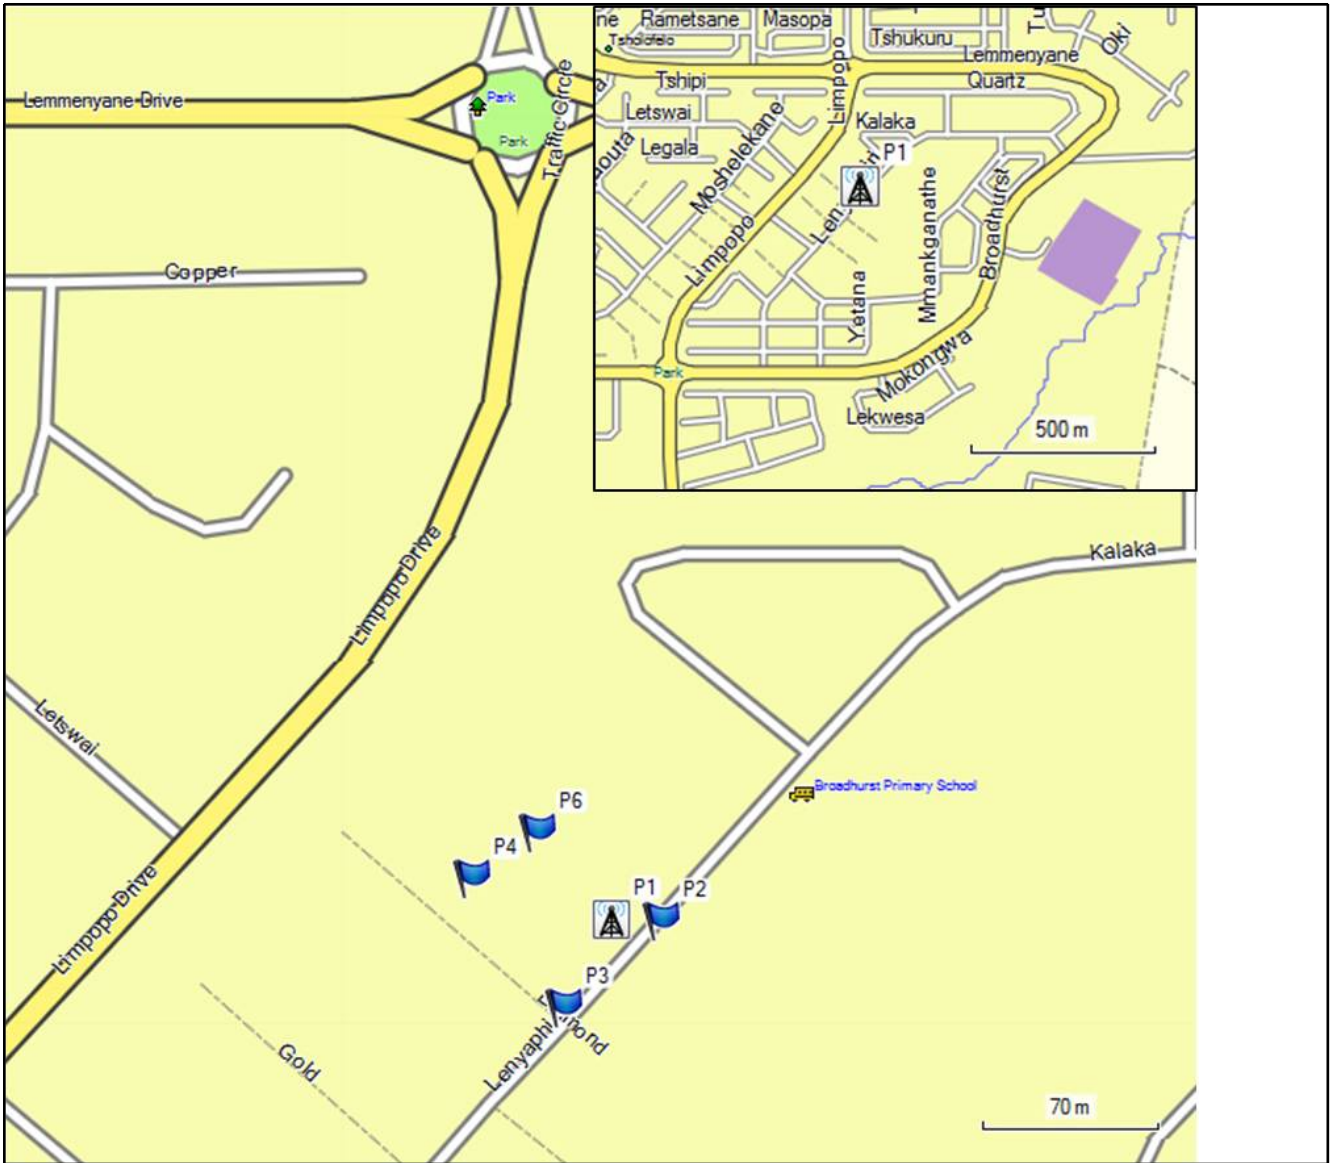 Lemmenyane Drive
Park
Park
Traffic Circle
Copper
Limpopo Drive
Letswai
Limpopo Drive
Kalaka
Broadhurst Primary School
P6
P4
P1
P2
P3
Lenyaphiri
Gold
70 m
ne
Rametsane
Masopa
Tsholofelo
Tshukuru
Oki
Lemmenyane
Tshipi
Limpopo
Quartz
Letswai
Kalaka
Legala
Moshelekane
P1
Mmankganathe
Broadhurst
Limpopo
Yetana
Park
Mokongwa
Lekwesa
500 m